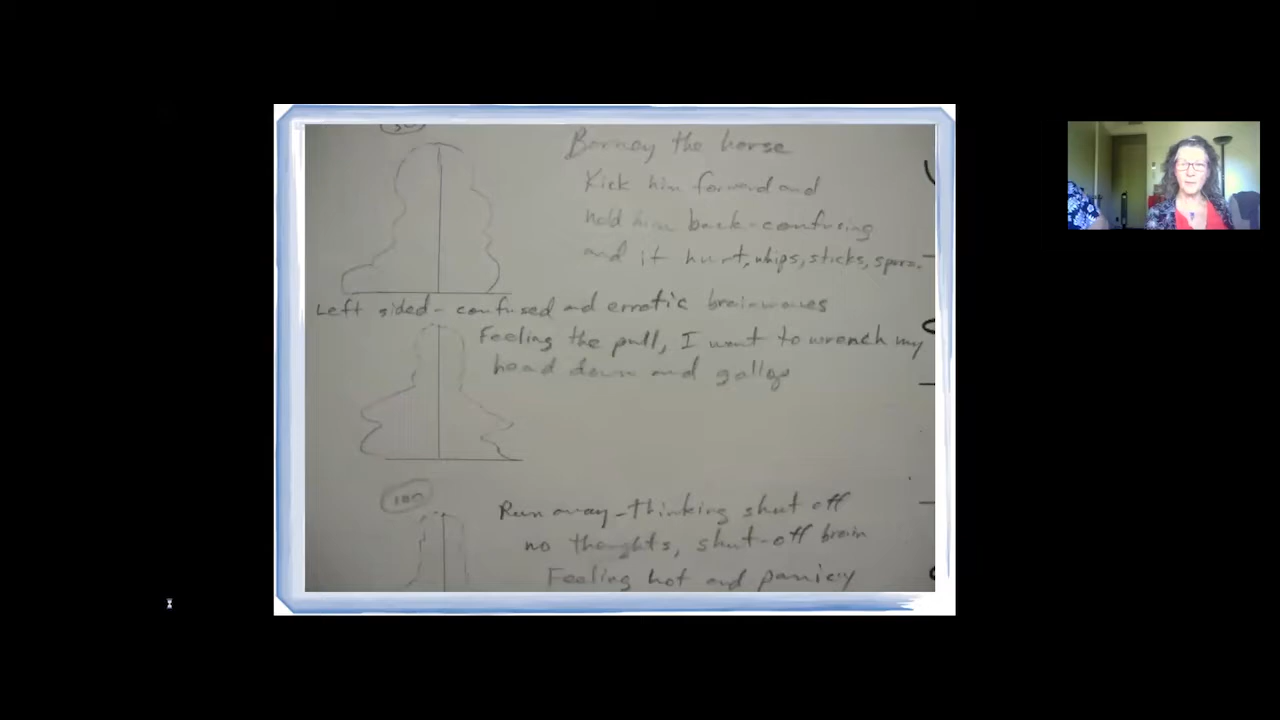 Barney the horse
Kick him forward and
hold him back-confusing
and it hurt, whips, sticks, spurs.
Left sided - confused and erratic brainwaves
Feeling the pull, I want to wrench my
head down and gallop
100
Run away-thinking shut off
no thoughts, shut-off brain
Feeling hot and panicky